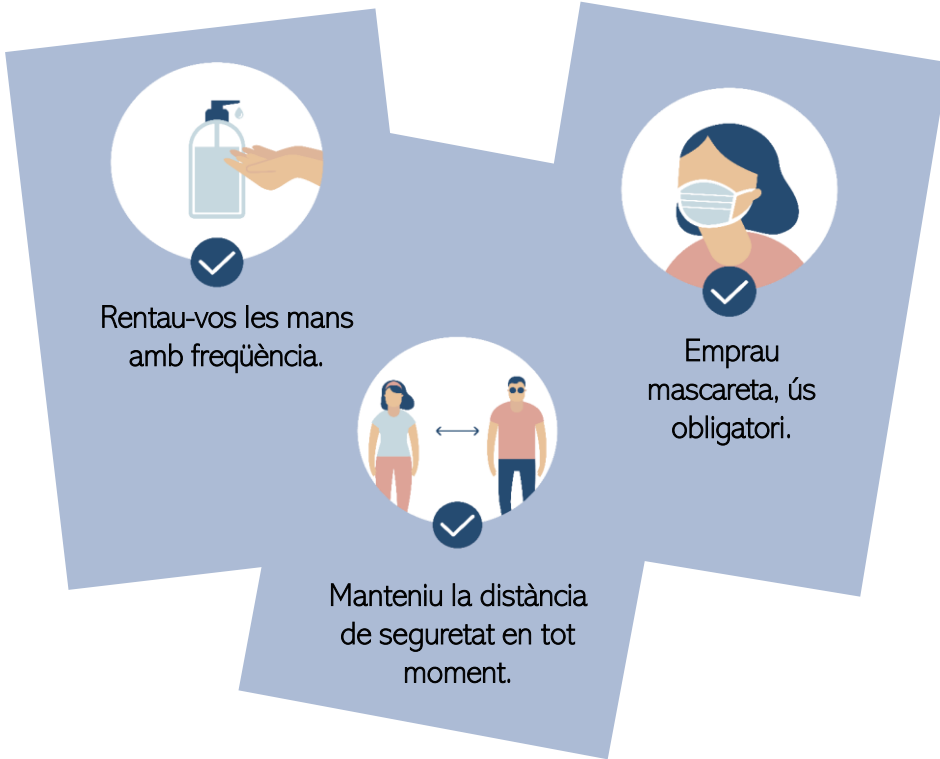 Rentau-vos les mans
amb freqüència.
Emprau
mascareta, ús
obligatori.
Manteniu la distància
de seguretat en tot
moment.